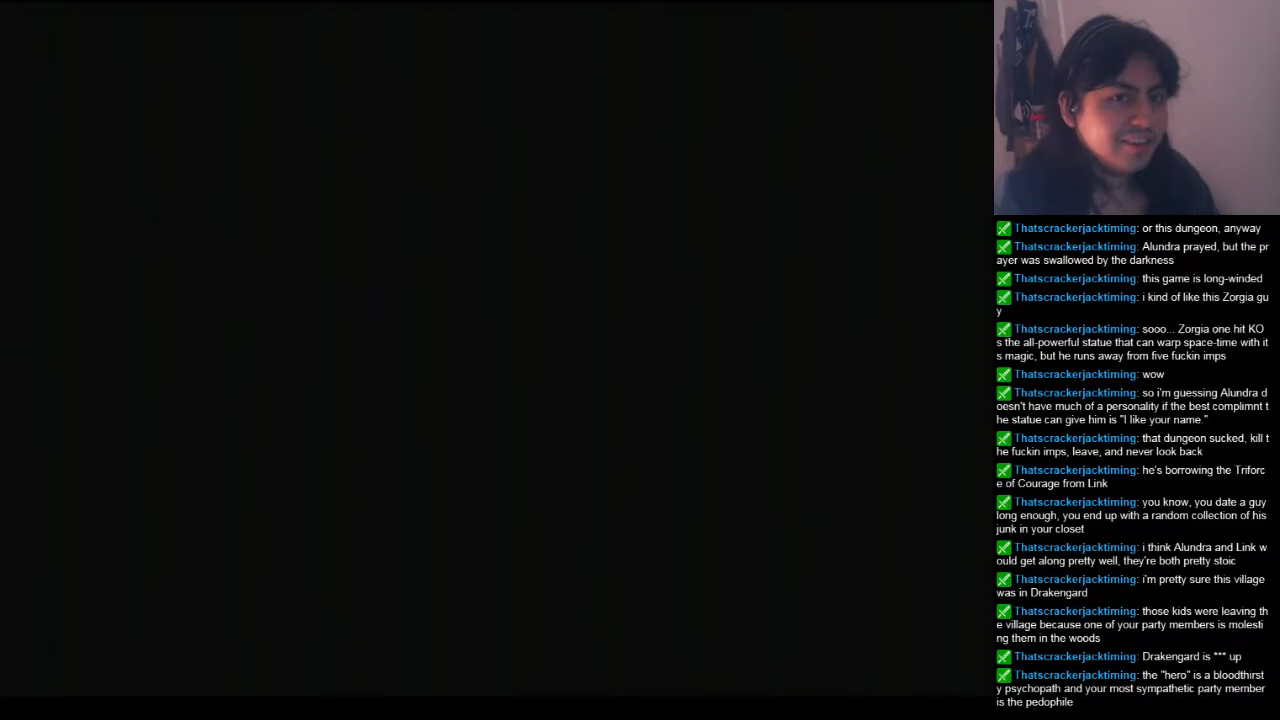 Thatscrackerjacktiming: or this dungeon, anyway
Thatscrackerjacktiming: Alundra prayed, but the pr
ayer was swallowed by the darkness
Thatscrackerjacktiming: this game is long-winded
Thatscrackerjacktiming: i kind of like this Zorgia gu
y
Thatscrackerjacktiming: sooo... Zorgia one hit KO
s the all-powerful statue that can warp space-time with it
s magic, but he runs away from five fuckin imps
Thatscrackerjacktiming: wow
Thatscrackerjacktiming: so i'm guessing Alundra d
oesn't have much of a personality if the best complimnt t
he statue can give him is "I like your name."
Thatscrackerjacktiming: that dungeon sucked, kill t
he fuckin imps, leave, and never look back
Thatscrackerjacktiming: he's borrowing the Triforc
e of Courage from Link
Thatscrackerjacktiming: you know, you date a guy
long enough, you end up with a random collection of his
junk in your closet
Thatscrackerjacktiming: i think Alundra and Link w
ould get along pretty well, they're both pretty stoic
Thatscrackerjacktiming: i'm pretty sure this village
was in Drakengard
Thatscrackerjacktiming: those kids were leaving th
e village because one of your party members is molesti
ng them in the woods
Thatscrackerjacktiming: Drakengard is *** up
Thatscrackerjacktiming: the "hero" is a bloodthirst
y psychopath and your most sympathetic party member
is the pedophile